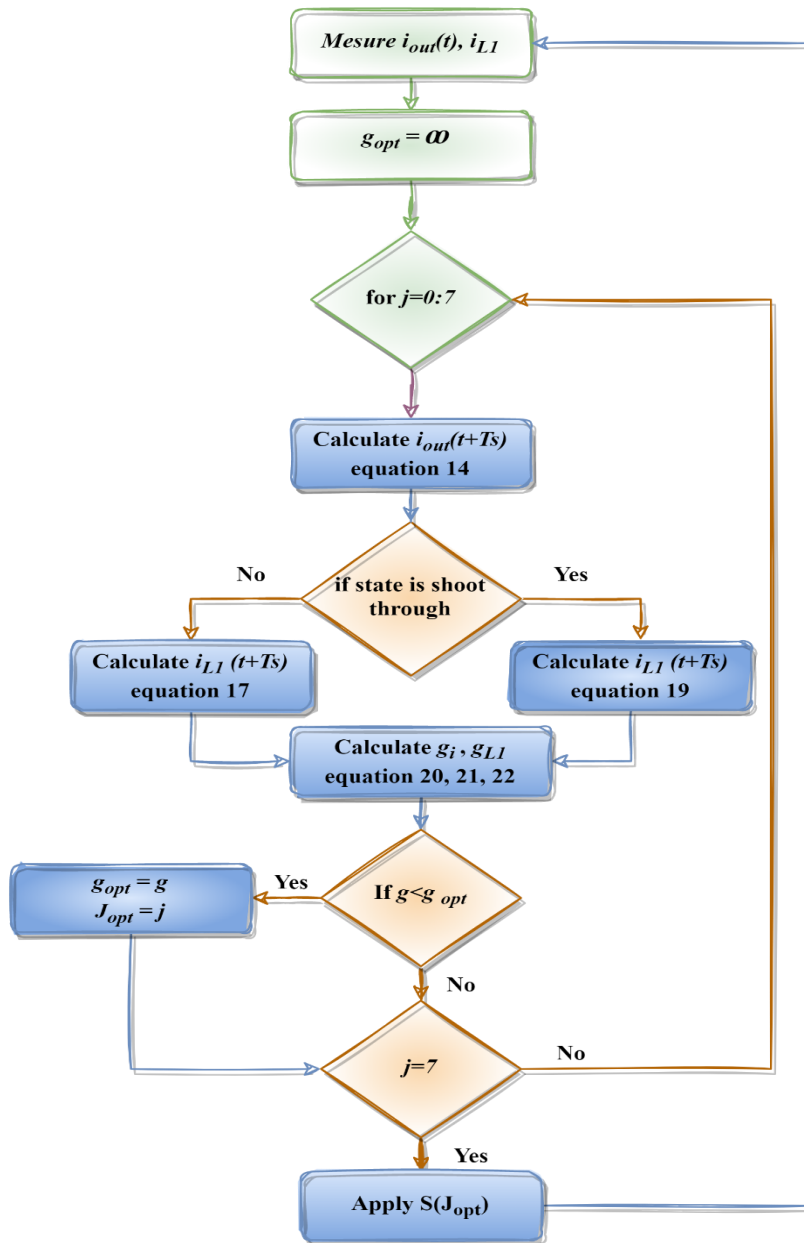 Mesure i_out(t), i_L1
g_opt = ∞
for j=0:7
Calculate i_out(t+Ts)
equation 14
No
Yes
if state is shoot
through
Calculate i_L1 (t+Ts)
equation 17
Calculate i_L1 (t+Ts)
equation 19
Calculate g_i , g_L1
equation 20, 21, 22
g_opt = g
J_opt = j
Yes
If g<g_opt
No
j=7
No
Yes
Apply S(J_opt)